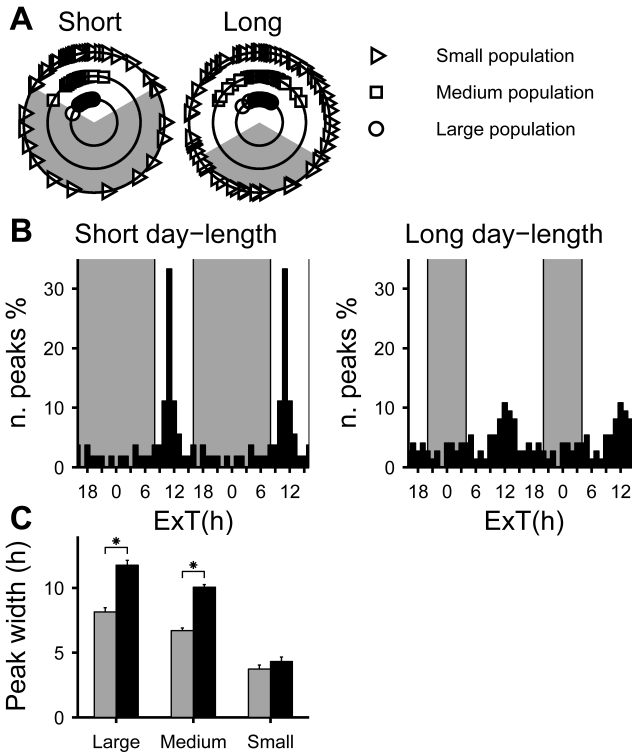 A
Short
Long
Small population
Medium population
Large population
B
Short day−length
Long day−length
n. peaks %
30
20
10
0
18 0 6 12 0 6 12
ExT(h)
n. peaks %
30
20
10
0
18 0 6 12 0 6 12
ExT(h)
C
Peak width (h)
10
5
0
*
*
Large
Medium
Small